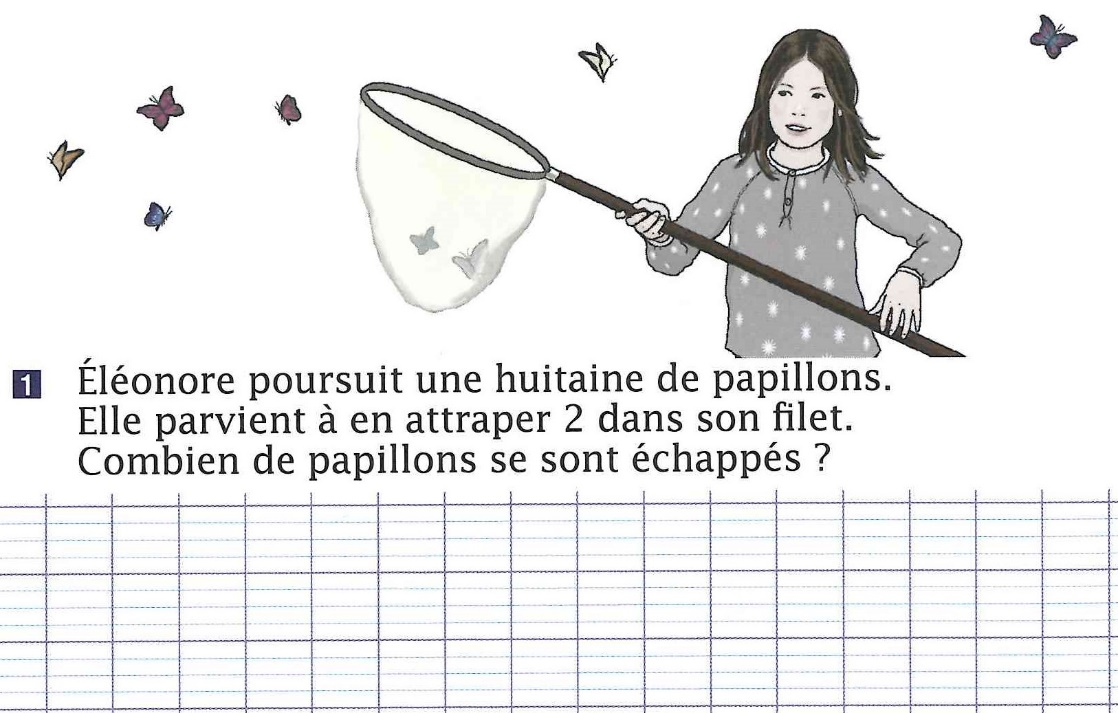 1 Éléonore poursuit une huitaine de papillons.
Elle parvient à en attraper 2 dans son filet.
Combien de papillons se sont échappés ?